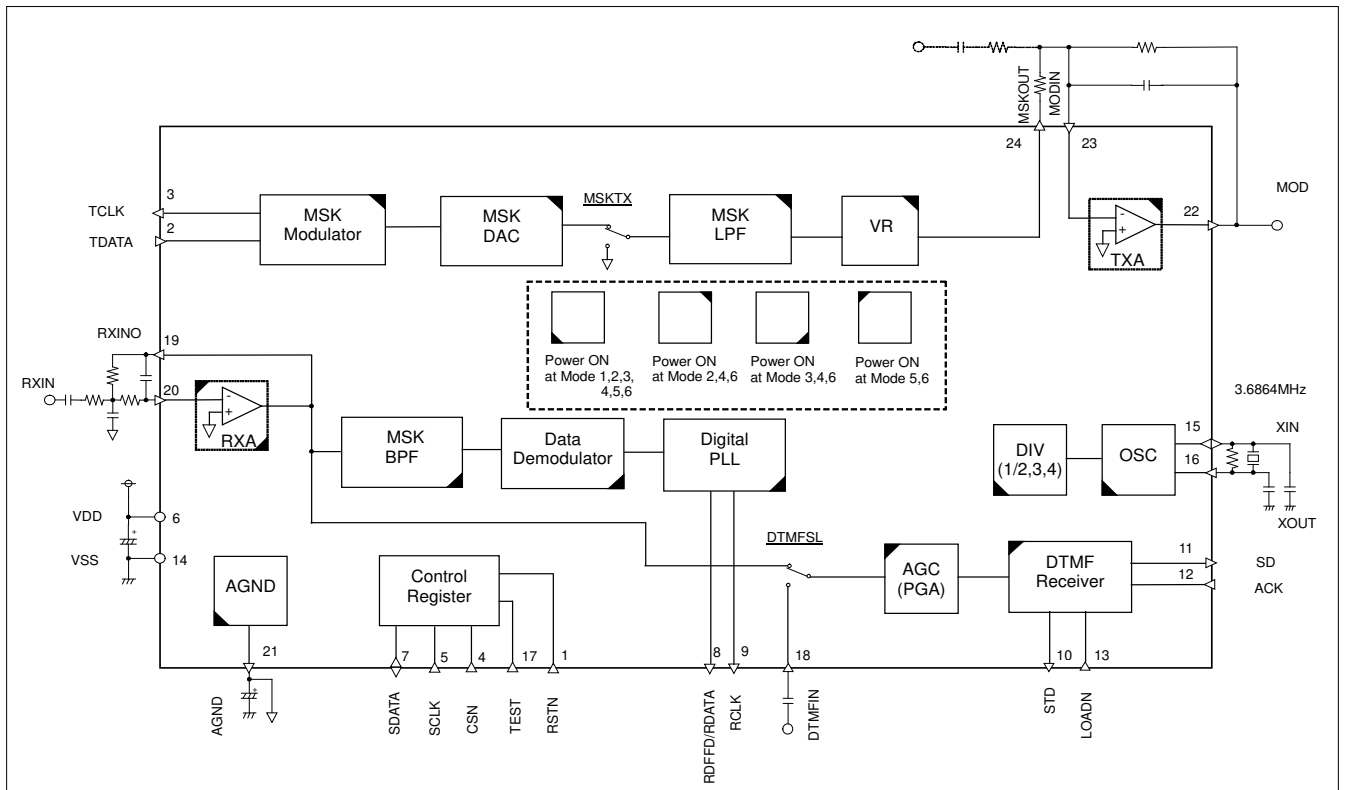 MSKOUT
MODIN
24
23
MOD
3
TCLK
2
TDATA
MSK
Modulator
MSK
DAC
MSKTX
MSK
LPF
VR
-
+
TXA
22
Power ON
at Mode 1,2,3,
4,5,6
Power ON
at Mode 2,4,6
Power ON
at Mode 3,4,6
Power ON
at Mode 5,6
RXINO
19
RXIN
20
-
+
RXA
MSK
BPF
Data
Demodulator
Digital
PLL
3.6864MHz
DIV
(1/2,3,4)
OSC
15
XIN
16
XOUT
VDD
6
+
VSS
14
AGND
Control
Register
DTMFSL
AGC
(PGA)
DTMF
Receiver
11
SD
12
ACK
21
7
5
4
17
1
8
9
18
10
13
AGND
+
SDATA
SCLK
CSN
TEST
RSTN
RDFFD/RDATA
RCLK
DTMFIN
STD
LOADN